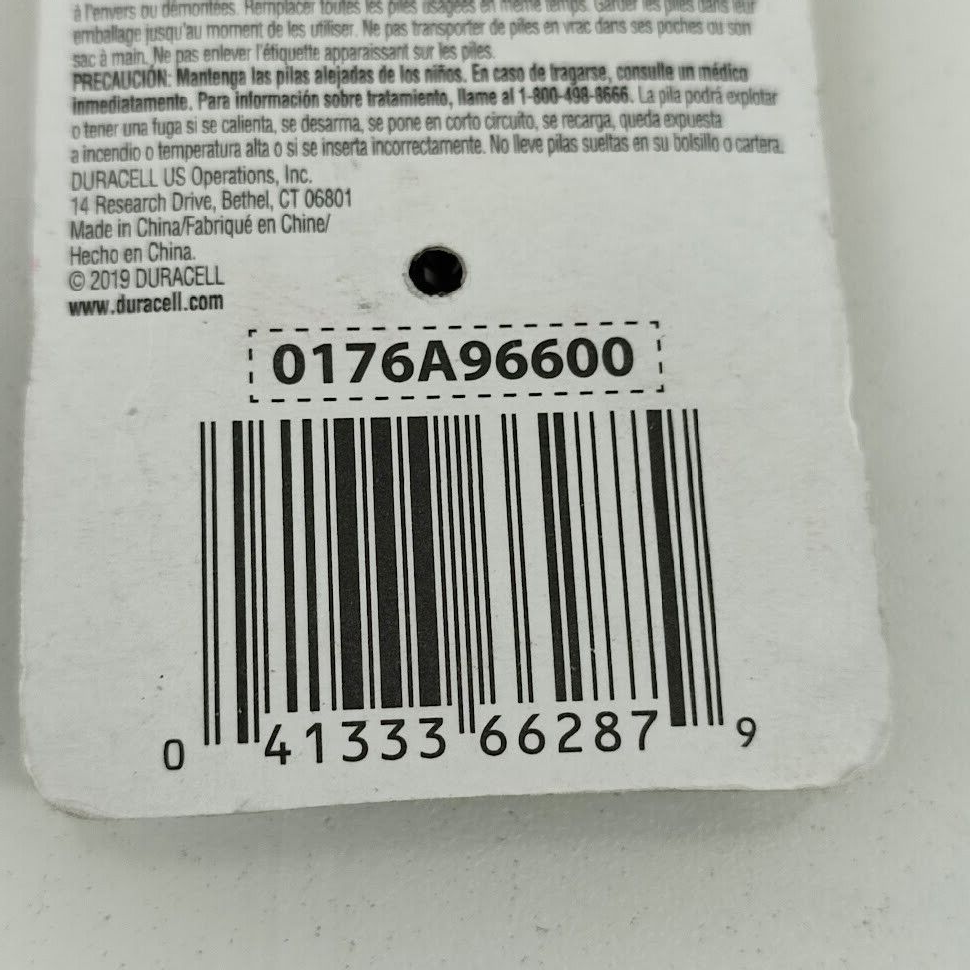 à l'envers ou démontées. Remplacer toutes les piles usagées en même temps. Garder les piles dans leur
emballage jusqu'au moment de les utiliser. Ne pas transporter de piles en vrac dans ses poches ou son
sac à main. Ne pas enlever l'étiquette apparaissant sur les piles.
PRECAUCIÓN: Mantenga las pilas alejadas de los niños. En caso de tragarse, consulte un médico
inmediatamente. Para información sobre tratamiento, llame al 1-800-498-8666. La pila podrá explotar
o tener una fuga si se calienta, se desarma, se pone en corto circuito, se recarga, queda expuesta
a incendio o temperatura alta o si se inserta incorrectamente. No lleve pilas sueltas en su bolsillo o cartera.
DURACELL US Operations, Inc.
14 Research Drive, Bethel, CT 06801
Made in China/Fabriqué en Chine/
Hecho en China.
© 2019 DURACELL
www.duracell.com
0176A96600
0 41333 66287 9